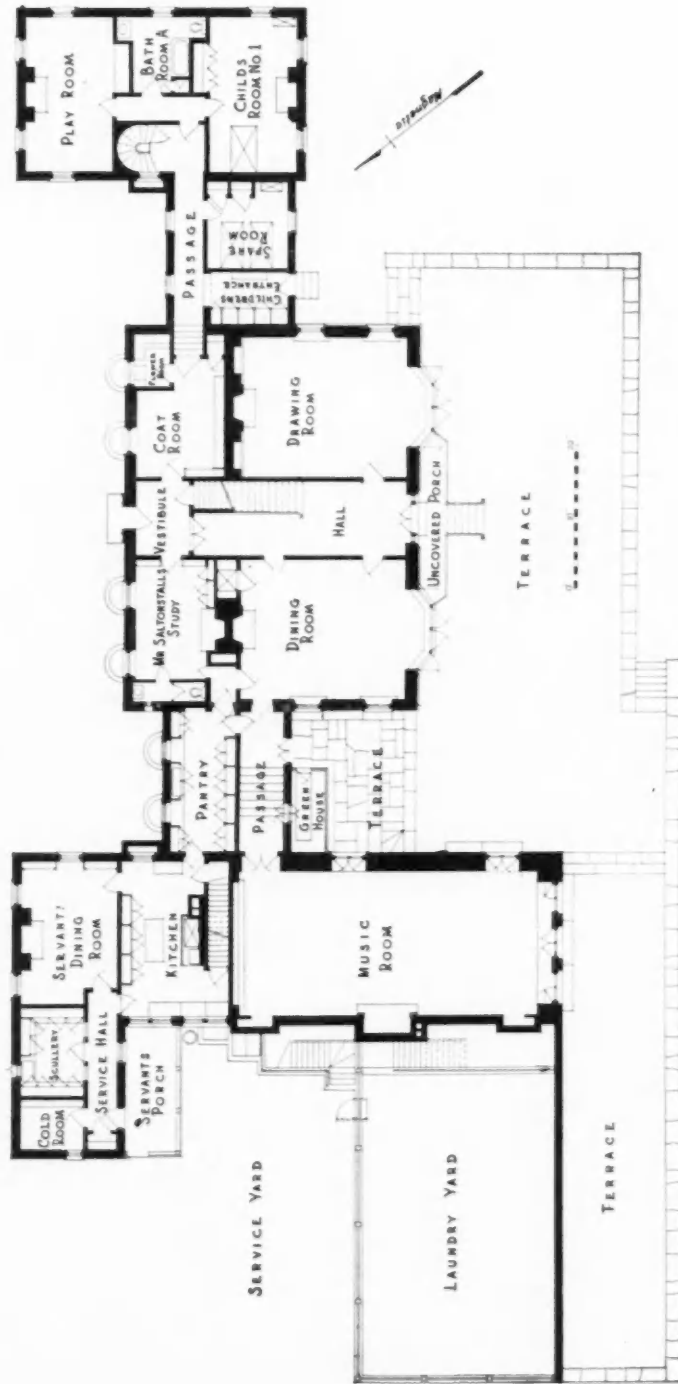 PLAY ROOM
BATH
ROOM A
CHILDS
ROOM No 1
Magnetic
PASSAGE
SPARE
ROOM
CHILDRENS
ENTRANCE
FLOWER
ROOM
COAT
ROOM
DRAWING
ROOM
VESTIBULE
HALL
UNCOVERED PORCH
TERRACE
MR SALTONSTALLS
STUDY
DINING
ROOM
PANTRY
PASSAGE
GREEN
HOUSE
TERRACE
SERVANTS
DINING
ROOM
KITCHEN
MUSIC
ROOM
SCULLERY
SERVICE HALL
COLD
ROOM
SERVANTS
PORCH
SERVICE YARD
LAUNDRY YARD
TERRACE